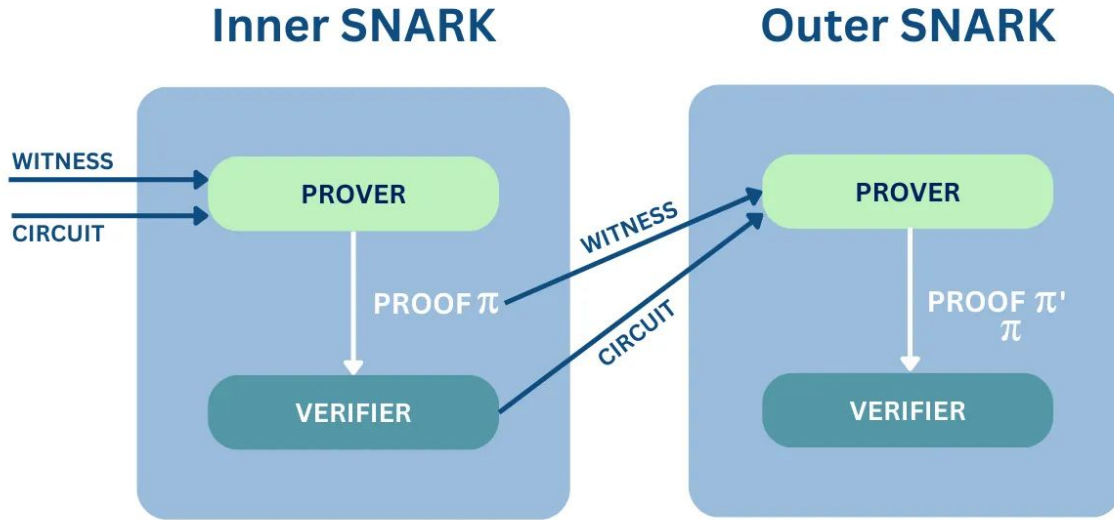 Inner SNARK
Outer SNARK
WITNESS
CIRCUIT
PROVER
PROOF π
VERIFIER
WITNESS
CIRCUIT
PROVER
PROOF π'
π
VERIFIER